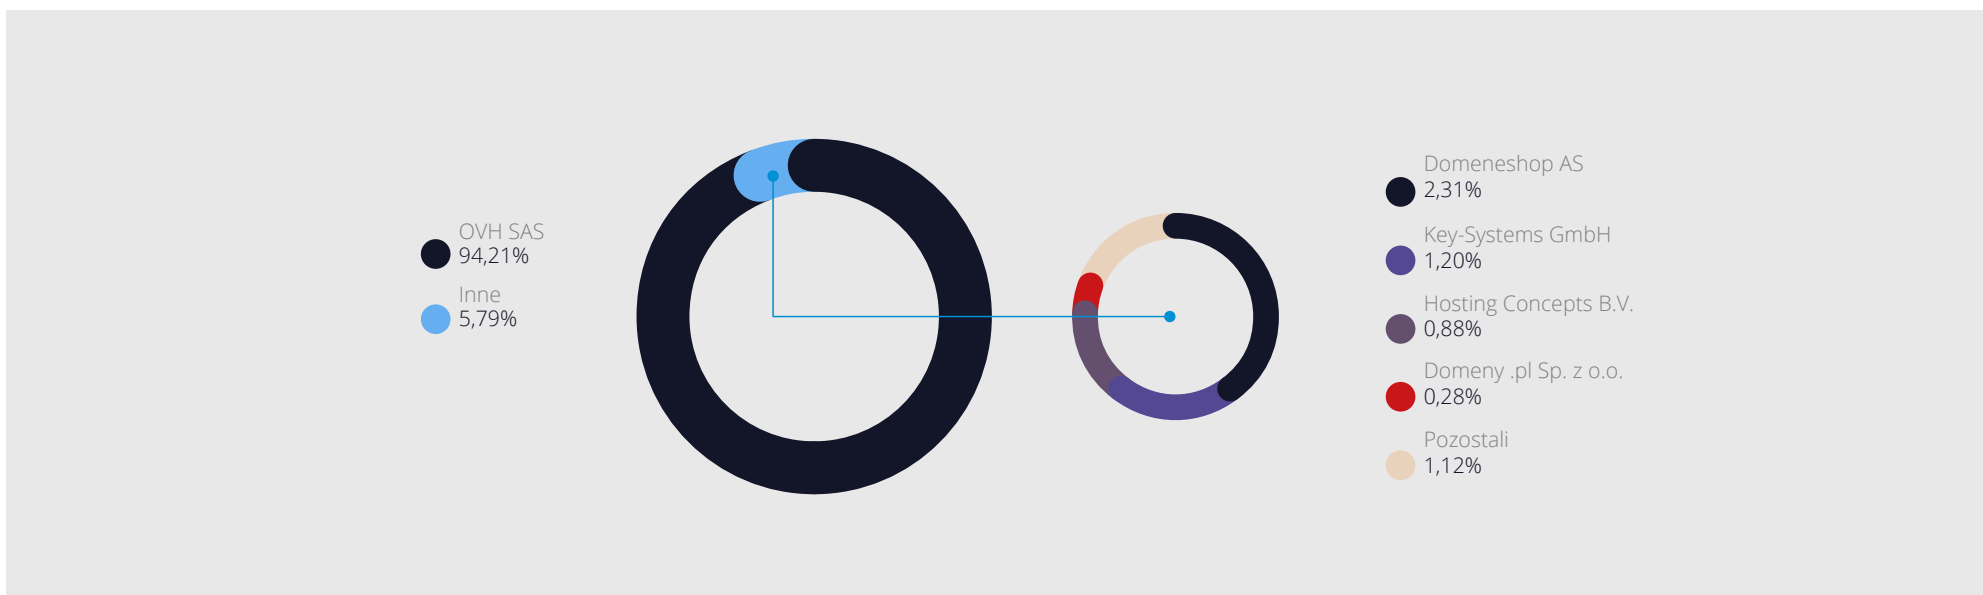 OVH SAS
94,21%
Inne
5,79%
Domeneshop AS
2,31%
Key-Systems GmbH
1,20%
Hosting Concepts B.V.
0,88%
Domeny .pl Sp. z o.o.
0,28%
Pozostali
1,12%